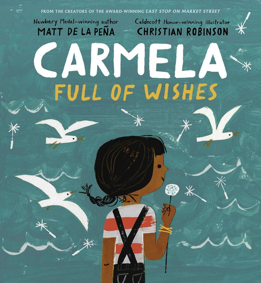 FROM THE CREATORS OF THE AWARD-WINNING LAST STOP ON MARKET STREET
Newbery Medal-winning author
MATT DE LA PEÑA
Caldecott Honor-winning illustrator
CHRISTIAN ROBINSON
CARMELA
FULL OF WISHES